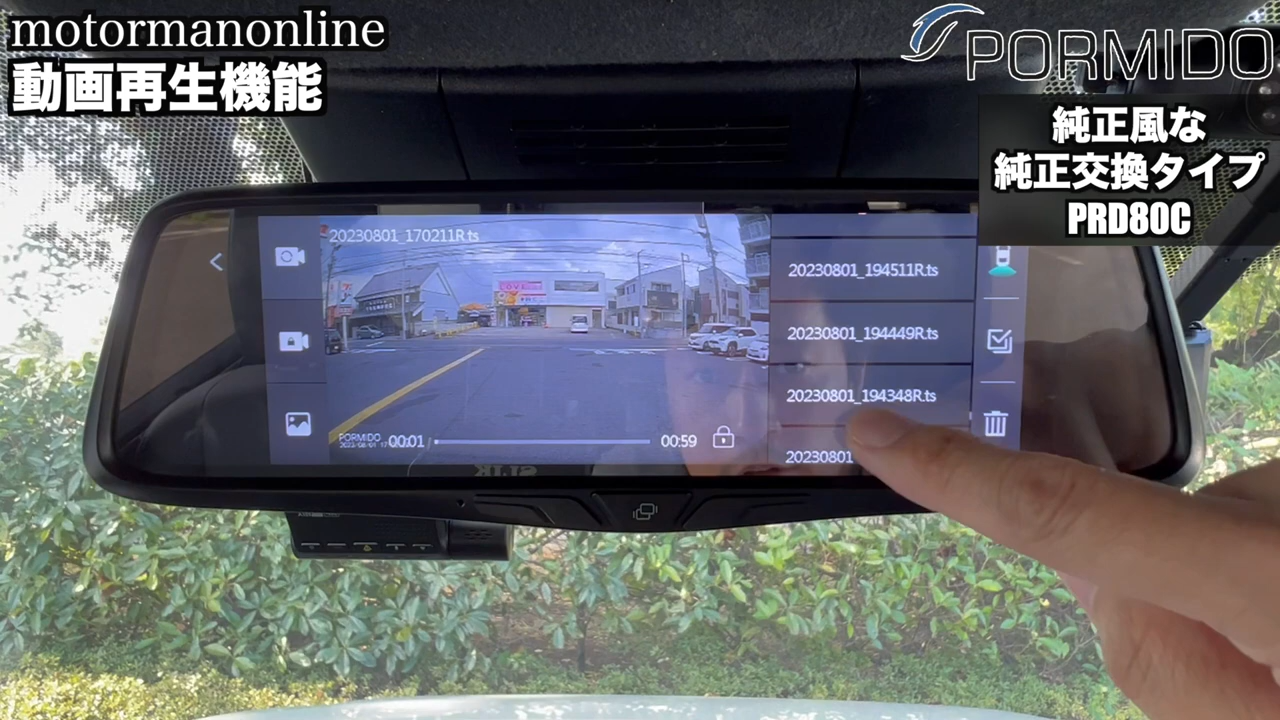 motormanonline
動画再生機能
PORMIDO
純正風な
純正交換タイプ
PRD80C
20230801_170211R.ts
20230801_194511R.ts
20230801_194449R.ts
20230801_194348R.ts
20230801
PORMIDO
00:01
00:59